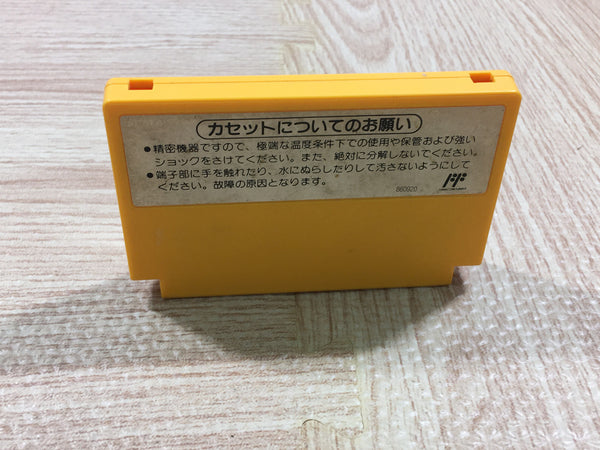 カセットについてのお願い
●精密機器ですので、極端な温度条件下での使用や保管および強い
ショックをさけてください。また、絶対に分解しないでください。
●端子部に手を触れたり、水にぬらしたりして汚さないようにして
ください。故障の原因となります。
860920